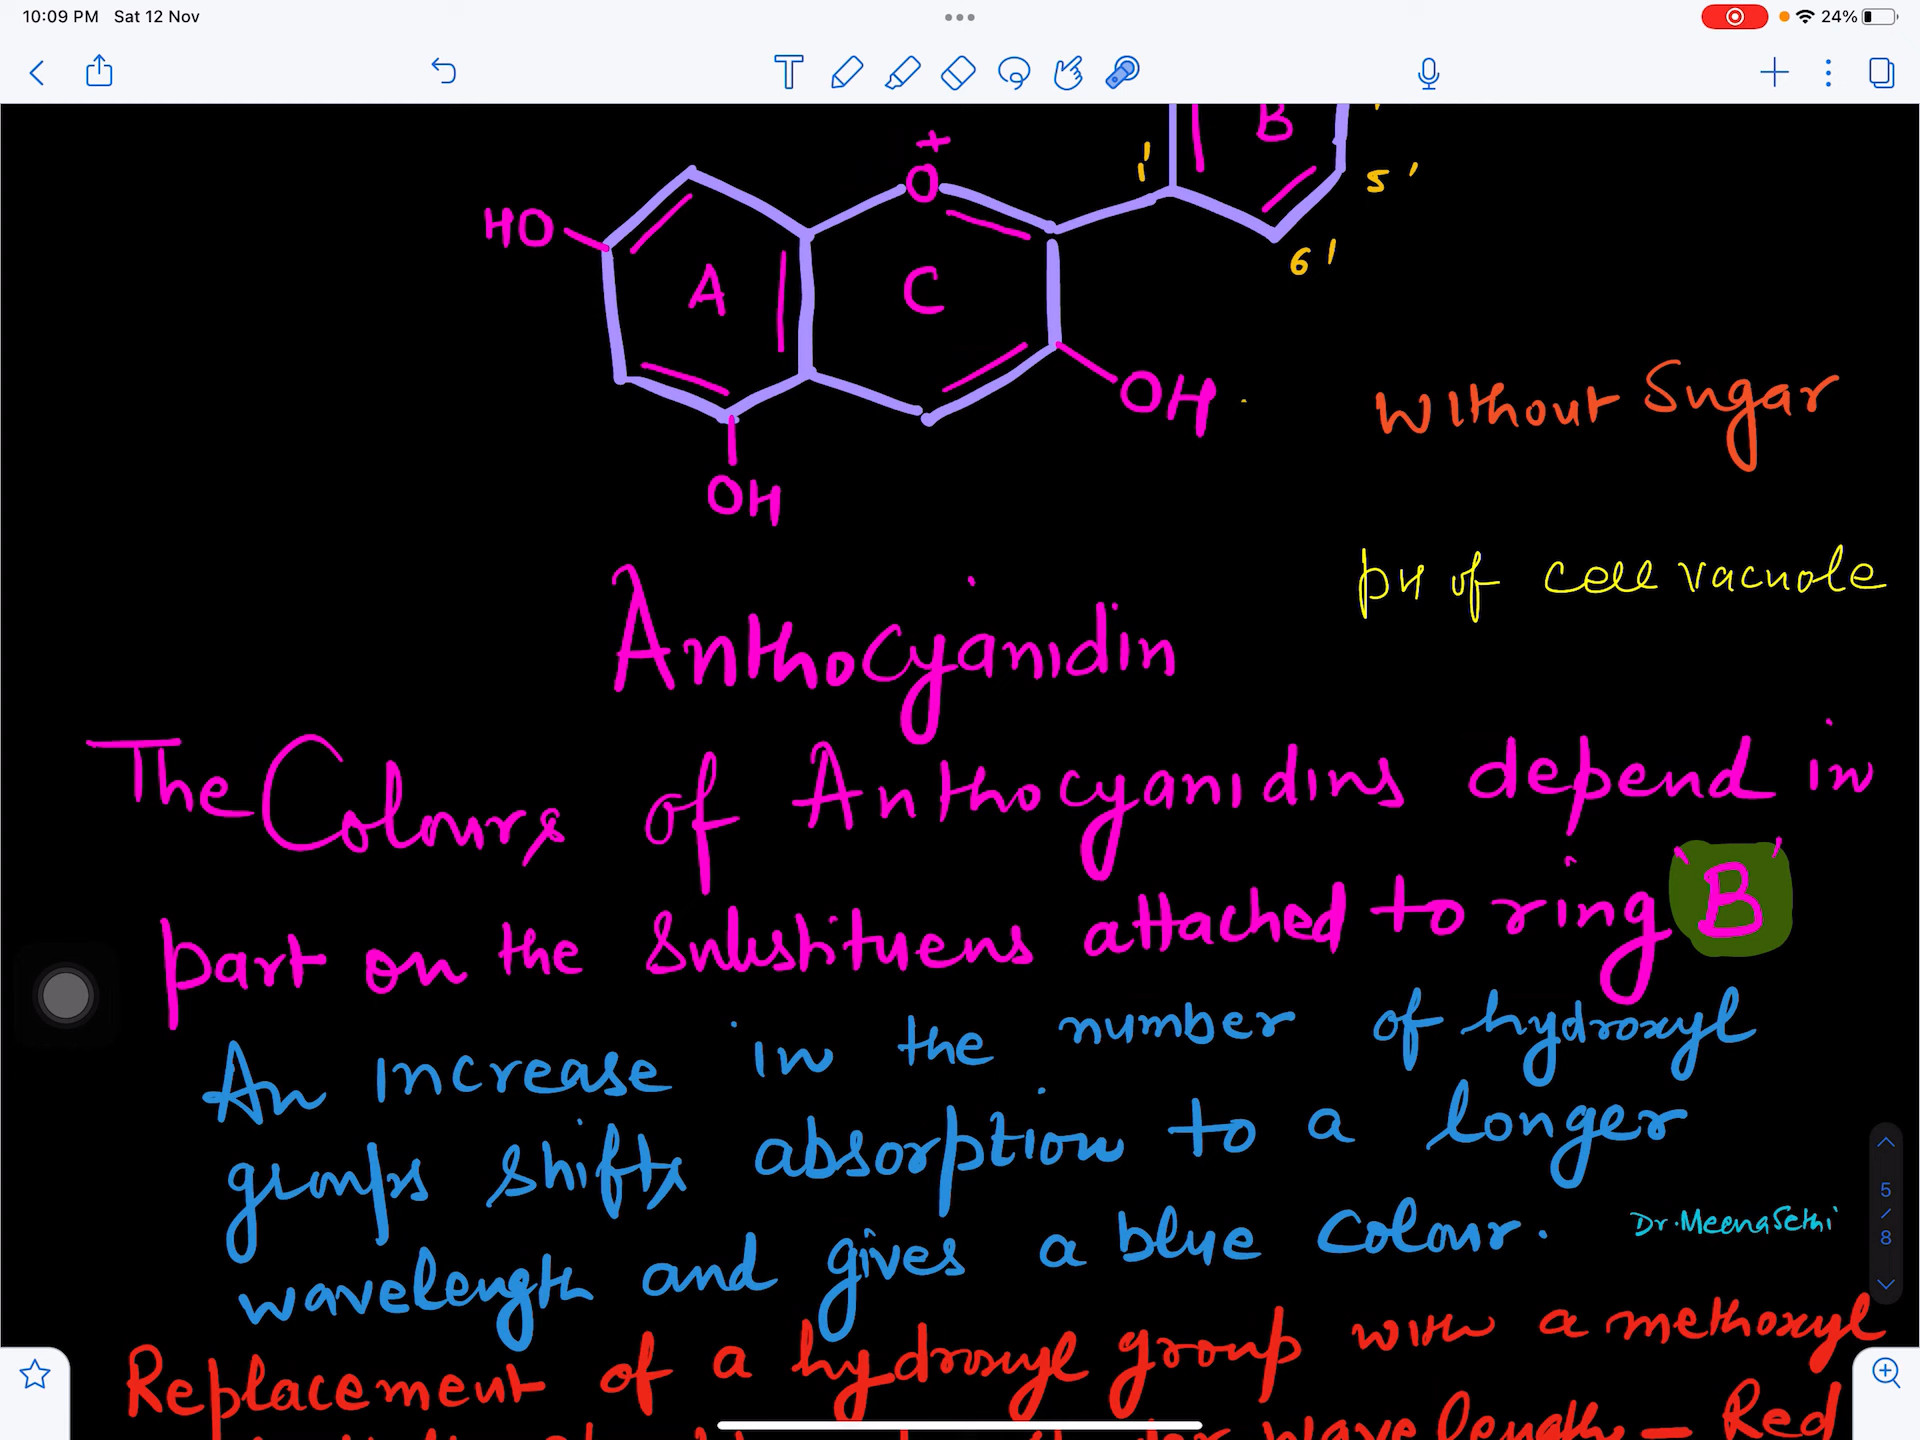 10:09 PM Sat 12 Nov
24%
B
+
O
1'
5'
HO
6'
A
C
OH
Without Sugar
OH
pH of cell vacuole
Anthocyanidin
The Colours of Anthocyanidins depend in
part on the Substituens attached to ring 'B'
An increase in the number of hydroxyl
groups shifts absorption to a longer
wavelength and gives a blue Colour.
Dr. Meena Sethi
5
/
8
Replacement of a hydroxyl group with a methoxyl
wavelength – Red